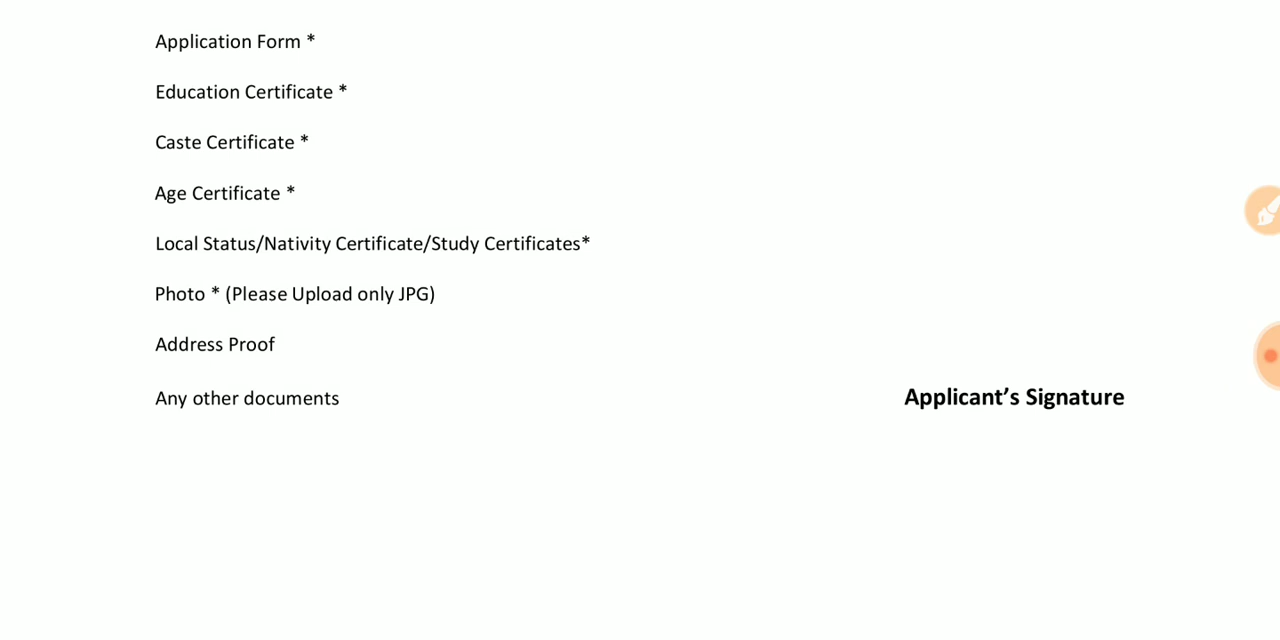 Application Form *
Education Certificate *
Caste Certificate *
Age Certificate *
Local Status/Nativity Certificate/Study Certificates*
Photo * (Please Upload only JPG)
Address Proof
Any other documents
Applicant’s Signature